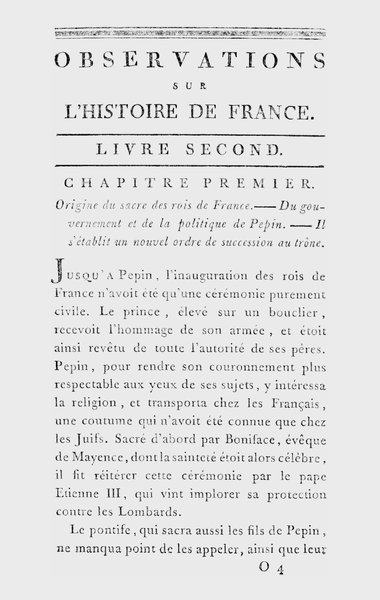 OBSERVATIONS
SUR
L'HISTOIRE DE FRANCE.
LIVRE SECOND.
CHAPITRE PREMIER.
Origine du sacre des rois de France. — Du gou-
vernement et de la politique de Pepin. — Il
s'établit un nouvel ordre de succession au trône.
JUSQU'A Pepin, l'inauguration des rois de
France n'avoit été qu'une cérémonie purement
civile. Le prince, élevé sur un bouclier,
recevoit l'hommage de son armée, et étoit
ainsi revêtu de toute l'autorité de ses péres.
Pepin, pour rendre son couronnement plus
respectable aux yeux de ses sujets, y intéressa
la religion, et transporta chez les Français,
une coutume qui n'avoit été connue que chez
les Juifs. Sacré d'abord par Boniface, évêque
de Mayence, dont la sainteté étoit alors célèbre,
il fit réitérer cette cérémonie par le pape
Etienne III, qui vint implorer sa protection
contre les Lombards.
Le pontife, qui sacra aussi les fils de Pepin,
ne manqua point de les appeler, ainsi que leur
O 4